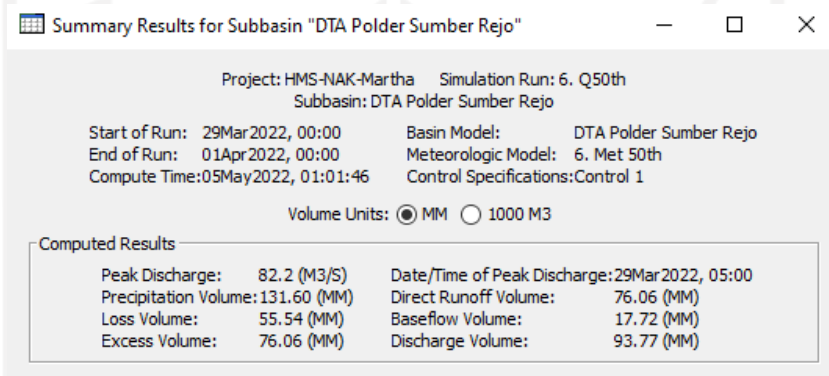 Summary Results for Subbasin "DTA Polder Sumber Rejo"
Project: HMS-NAK-Martha Simulation Run: 6. Q50th
Subbasin: DTA Polder Sumber Rejo
Start of Run: 29Mar2022, 00:00 Basin Model: DTA Polder Sumber Rejo
End of Run: 01Apr2022, 00:00 Meteorologic Model: 6. Met 50th
Compute Time:05May2022, 01:01:46 Control Specifications:Control 1
Volume Units: MM 1000 M3
Computed Results
Peak Discharge: 82.2 (M3/S) Date/Time of Peak Discharge:29Mar2022, 05:00
Precipitation Volume:131.60 (MM) Direct Runoff Volume: 76.06 (MM)
Loss Volume: 55.54 (MM) Baseflow Volume: 17.72 (MM)
Excess Volume: 76.06 (MM) Discharge Volume: 93.77 (MM)